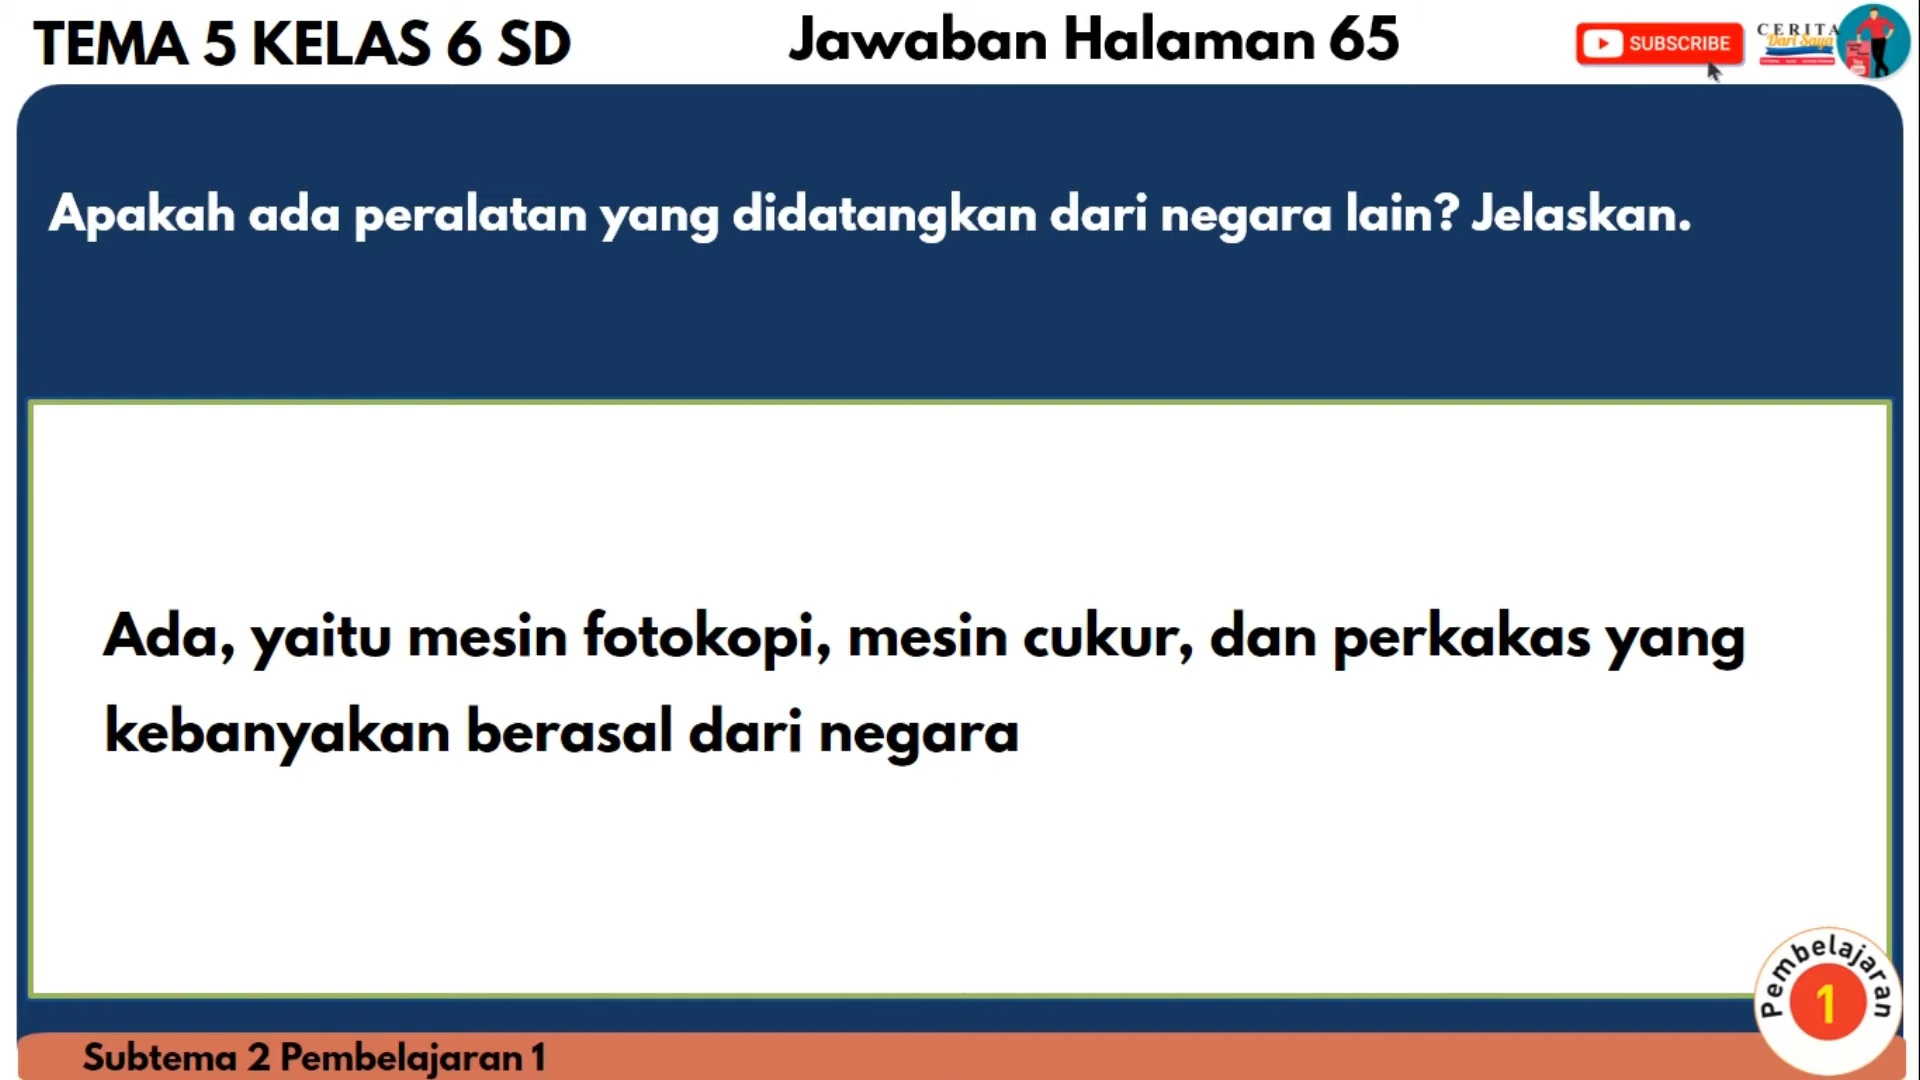 TEMA 5 KELAS 6 SD
Jawaban Halaman 65
SUBSCRIBE
CERITA
Dari Saya
Apakah ada peralatan yang didatangkan dari negara lain? Jelaskan.
Ada, yaitu mesin fotokopi, mesin cukur, dan perkakas yang
kebanyakan berasal dari negara
Pembelajaran
1
Subtema 2 Pembelajaran 1